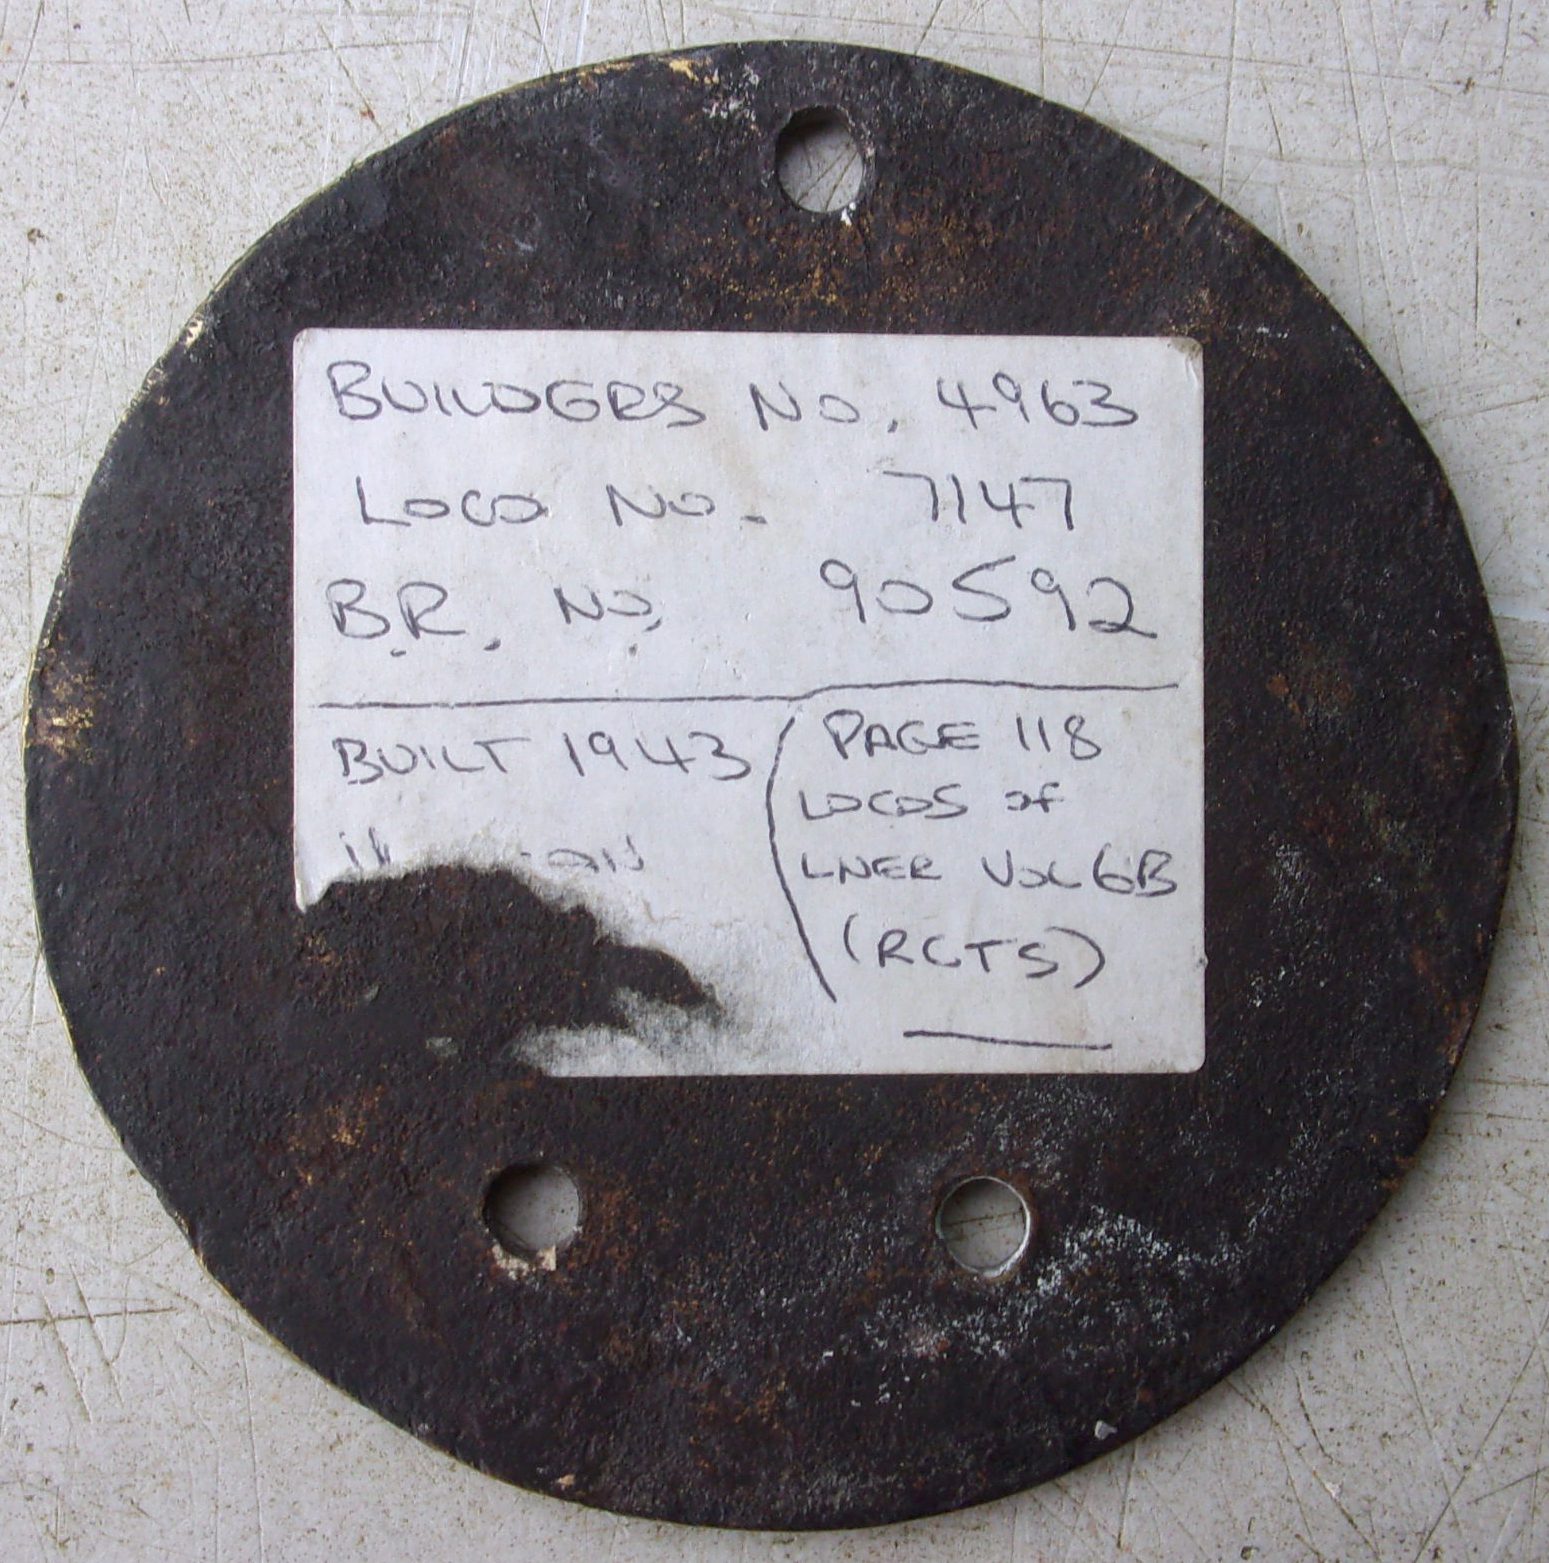 BUILDERS NO. 4963
LOCO NO. 7147
B.R. NO. 90592
BUILT 1943
PAGE 118
LOCOS of
LNER VOL 6B
(RCTS)